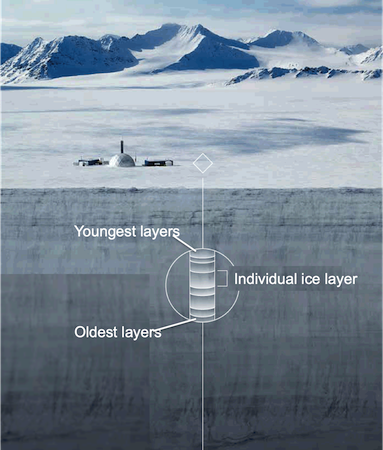 Youngest layers
Individual ice layer
Oldest layers